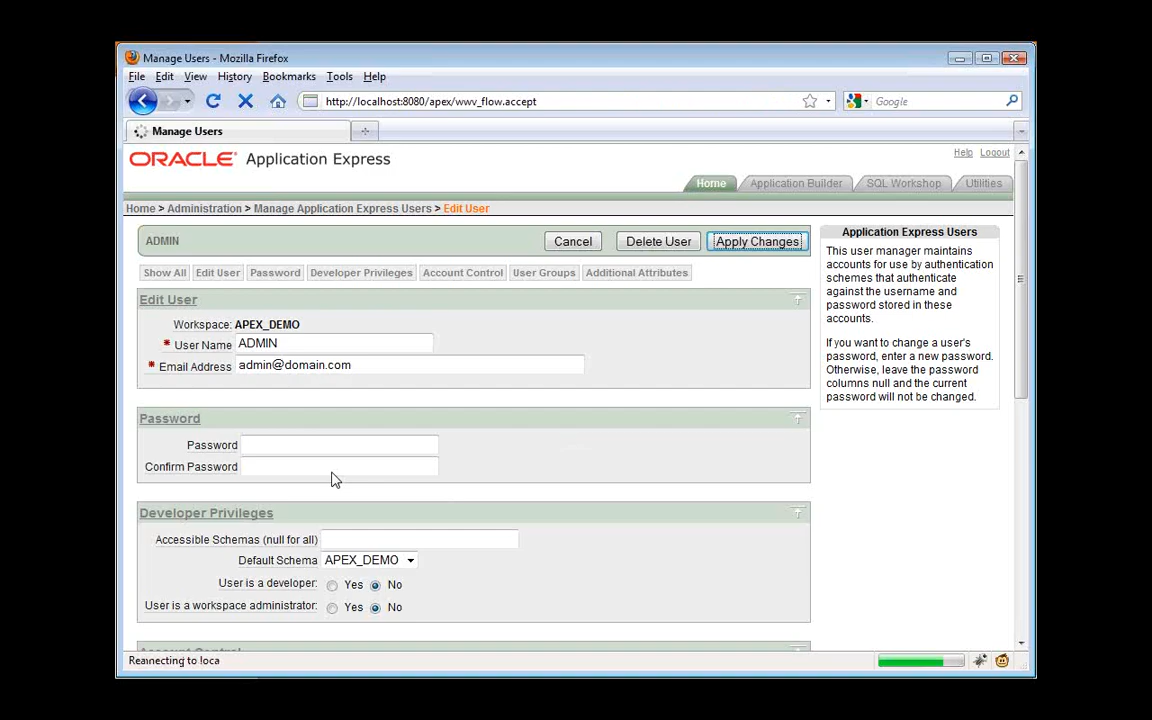 Manage Users - Mozilla Firefox
File Edit View History Bookmarks Tools Help
http://localhost:8080/apex/wwv_flow.accept
Google
Manage Users
ORACLE Application Express
Help Logout
Home Application Builder SQL Workshop Utilities
Home > Administration > Manage Application Express Users > Edit User
ADMIN
Cancel Delete User Apply Changes
Show All Edit User Password Developer Privileges Account Control User Groups Additional Attributes
Edit User
Workspace: APEX_DEMO
* User Name ADMIN
* Email Address admin@domain.com
Password
Password
Confirm Password
Developer Privileges
Accessible Schemas (null for all)
Default Schema APEX_DEMO
User is a developer: Yes No
User is a workspace administrator: Yes No
Account Control
Application Express Users
This user manager maintains
accounts for use by authentication
schemes that authenticate
against the username and
password stored in these
accounts.
If you want to change a user's
password, enter a new password.
Otherwise, leave the password
columns null and the current
password will not be changed.